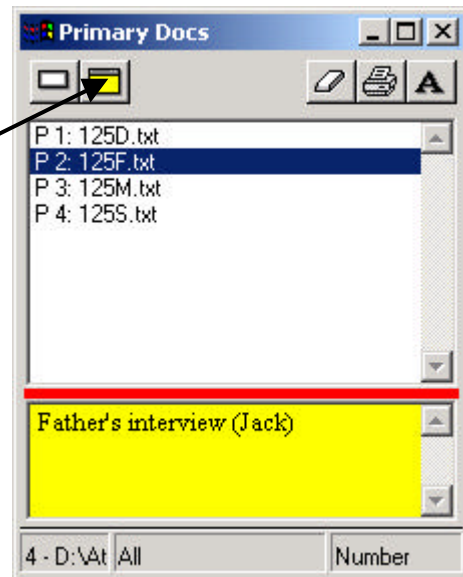 Primary Docs
A
P 1: 125D.txt
P 2: 125F.txt
P 3: 125M.txt
P 4: 125S.txt
Father's interview (Jack)
4 - D:\At All Number